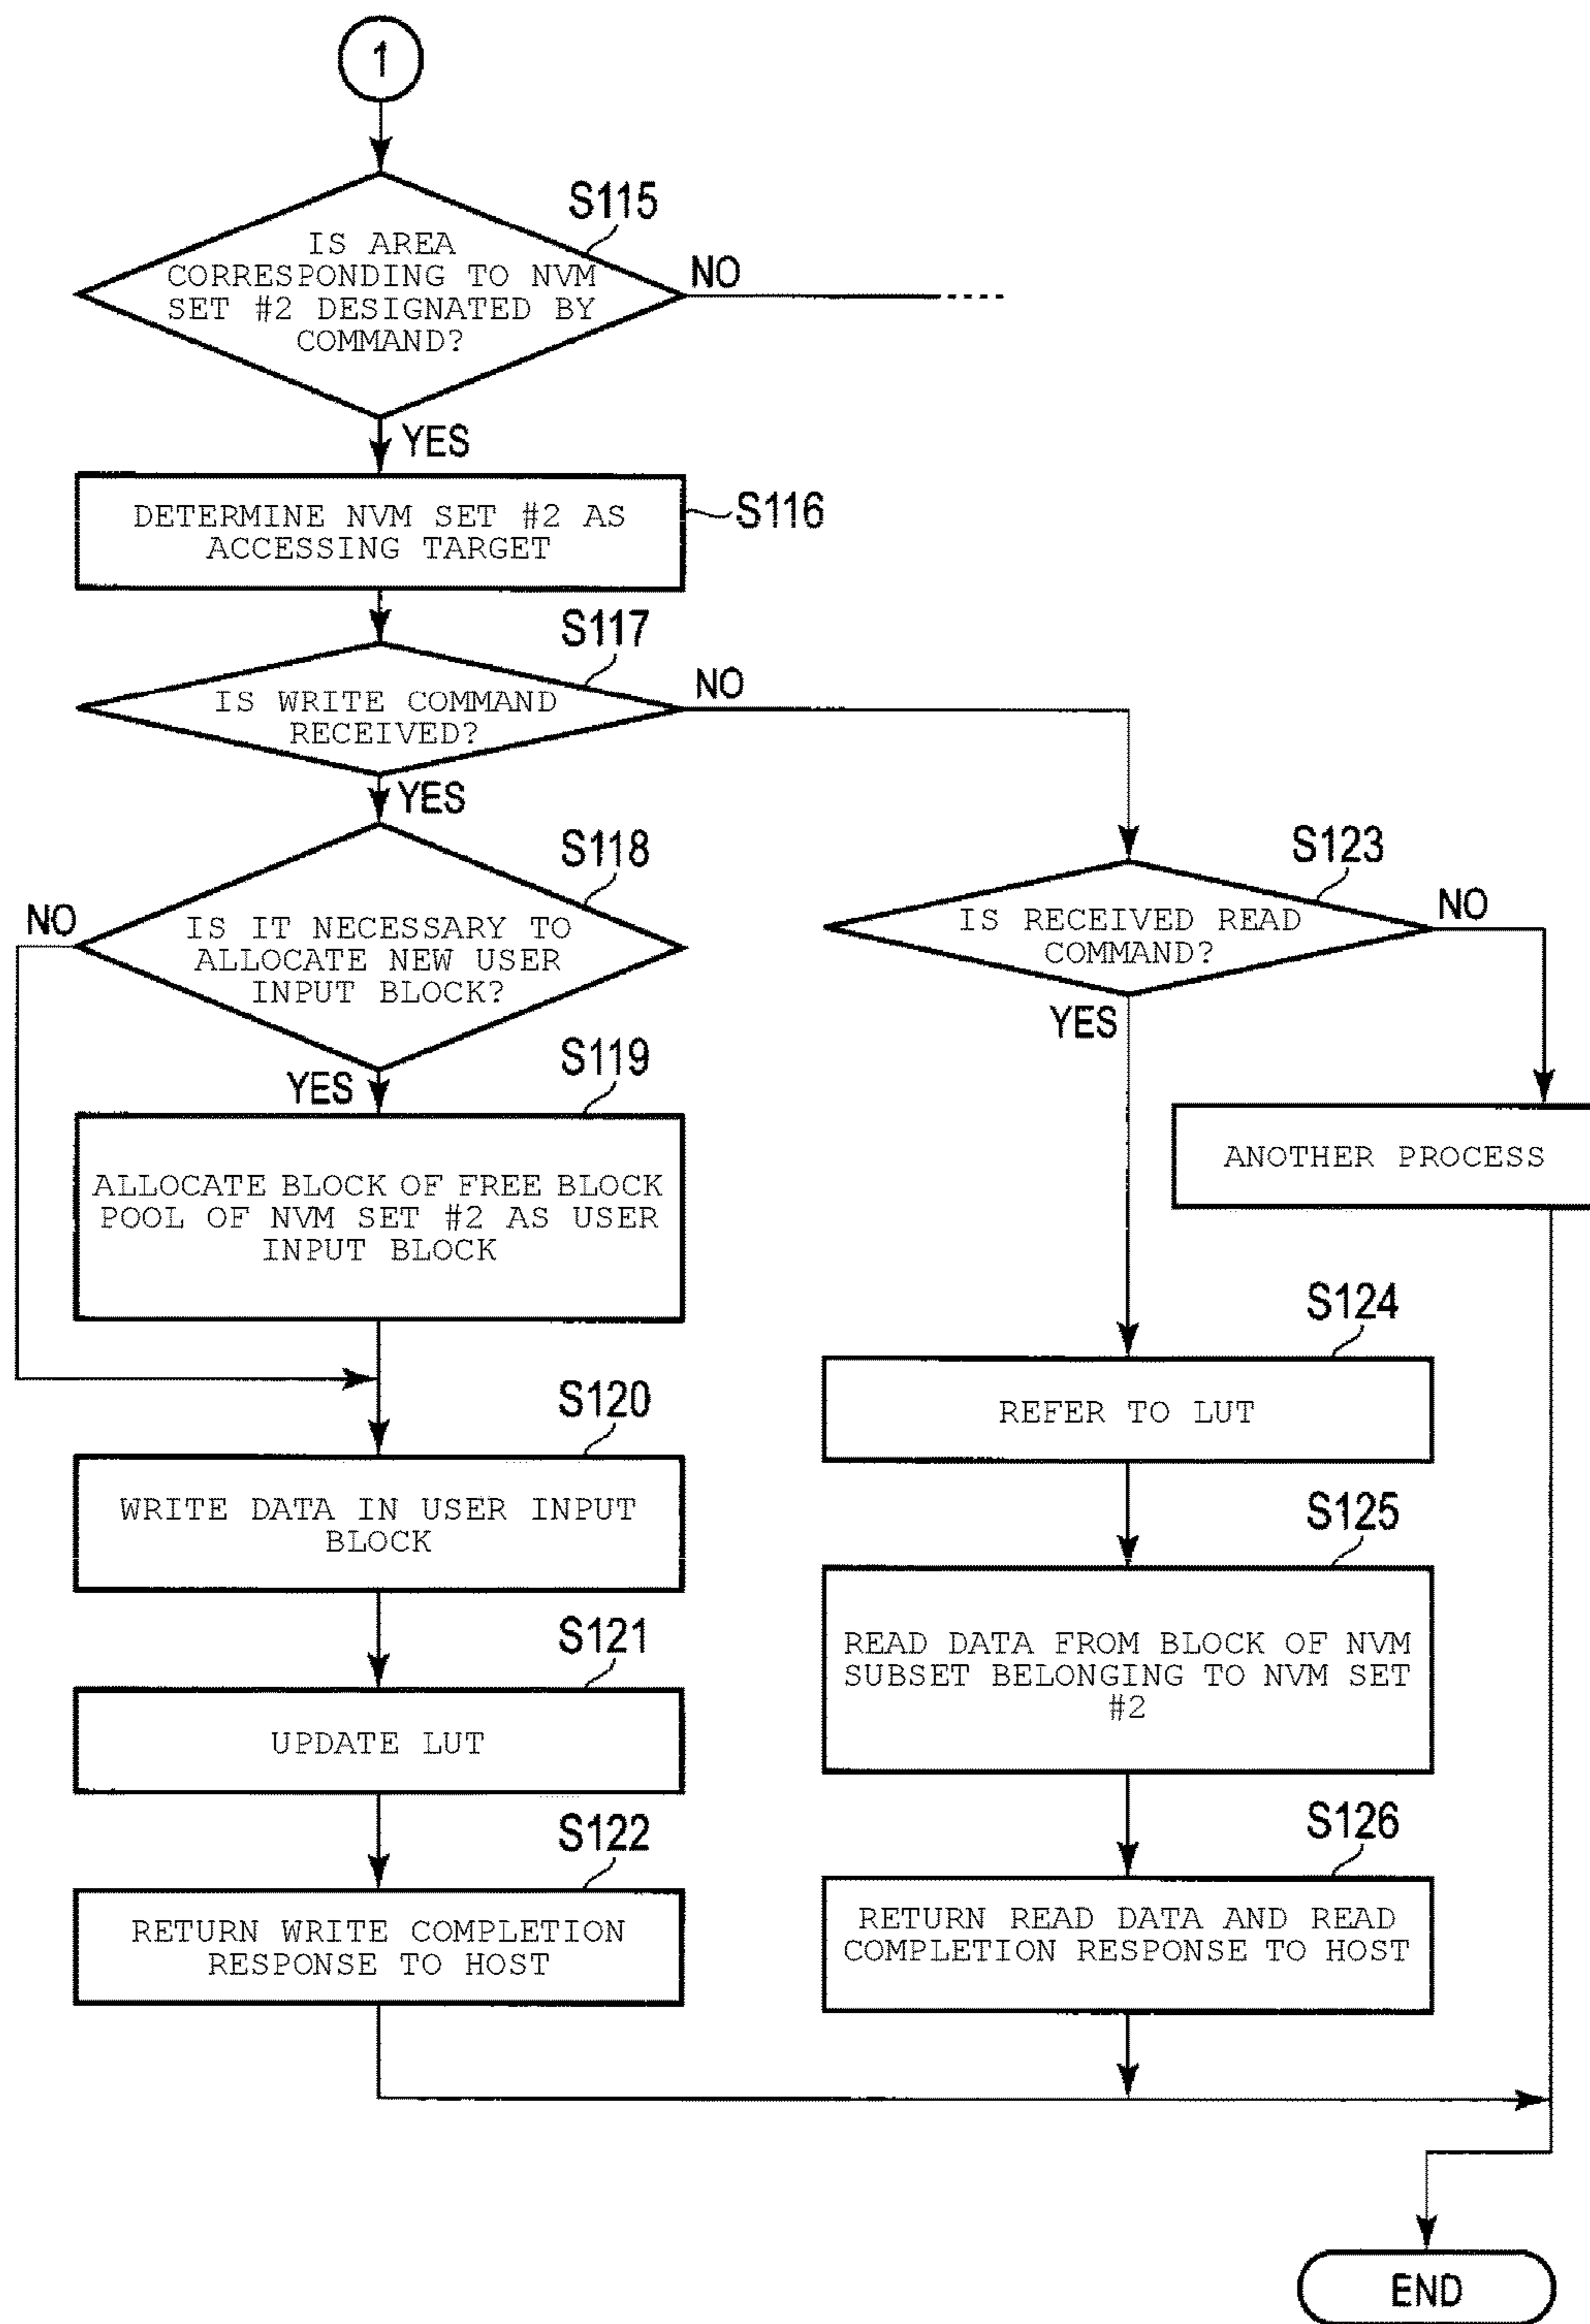 1
S115
IS AREA
CORRESPONDING TO NVM
SET #2 DESIGNATED BY
COMMAND?
NO
YES
DETERMINE NVM SET #2 AS
ACCESSING TARGET
S116
S117
IS WRITE COMMAND
RECEIVED?
NO
YES
S118
IS IT NECESSARY TO
ALLOCATE NEW USER
INPUT BLOCK?
NO
YES
S119
ALLOCATE BLOCK OF FREE BLOCK
POOL OF NVM SET #2 AS USER
INPUT BLOCK
S120
WRITE DATA IN USER INPUT
BLOCK
S121
UPDATE LUT
S122
RETURN WRITE COMPLETION
RESPONSE TO HOST
S123
IS RECEIVED READ
COMMAND?
NO
YES
ANOTHER PROCESS
S124
REFER TO LUT
S125
READ DATA FROM BLOCK OF NVM
SUBSET BELONGING TO NVM SET
#2
S126
RETURN READ DATA AND READ
COMPLETION RESPONSE TO HOST
END